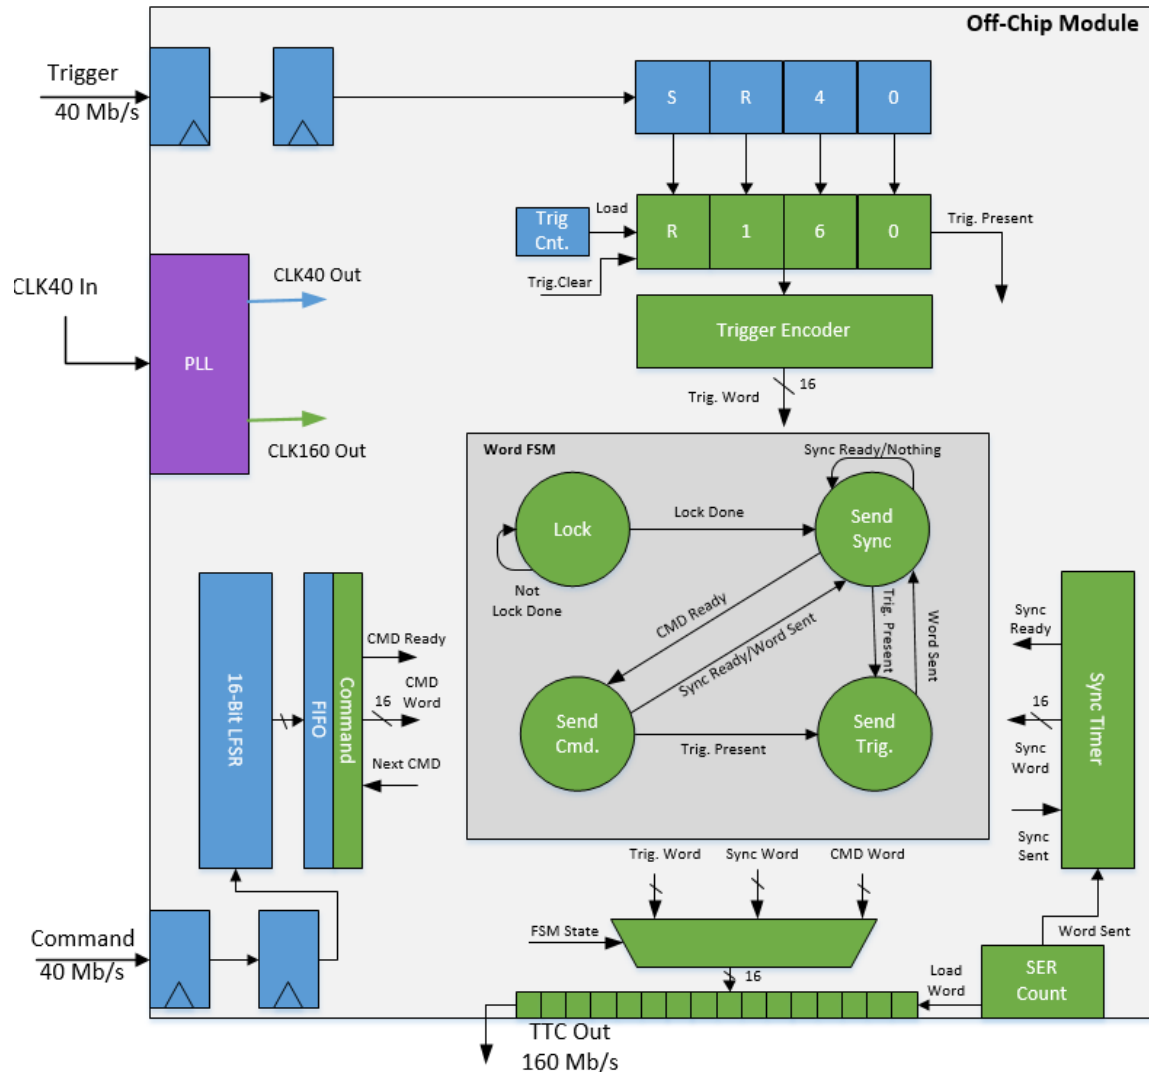 Off-Chip Module
Trigger
40 Mb/s
S R 4 0
Trig
Cnt.
Load
R 1 6 0
Trig. Present
Trig.Clear
CLK40 In
CLK40 Out
PLL
CLK160 Out
Trigger Encoder
Trig. Word
16
Word FSM
Sync Ready/Nothing
Lock
Lock Done
Send
Sync
Not
Lock Done
CMD Ready
Sync Ready/Word Sent
Trig. Present
Word Sent
Send
Cmd.
Trig. Present
Send
Trig.
16-Bit LFSR
FIFO
Command
CMD Ready
16
CMD
Word
Next CMD
Sync
Ready
16
Sync
Word
Sync
Sent
Sync Timer
Trig. Word
Sync Word
CMD Word
FSM State
16
Command
40 Mb/s
Word Sent
Load
Word
SER
Count
TTC Out
160 Mb/s